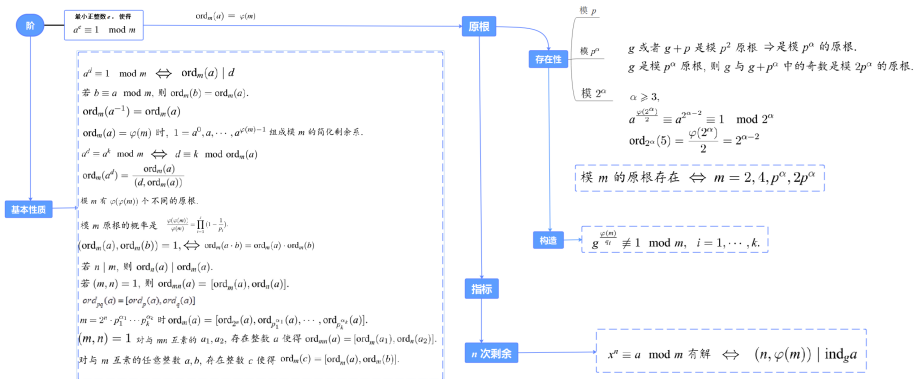 阶
最小正整数 e，使得
a^e ≡ 1 mod m
ord_m(a) = φ(m)
原根
存在性
模 p
模 p^α
g 或者 g + p 是模 p^2 原根 ⇒ 是模 p^α 的原根.
g 是模 p^α 原根, 则 g 与 g + p^α 中的奇数是模 2p^α 的原根.
模 2^α
α ⩾ 3,
a^{φ(2^α)/2} ≡ a^{2^{α−2}} ≡ 1 mod 2^α
ord_{2^α}(5) = φ(2^α)/2 = 2^{α−2}
模 m 的原根存在 ⇔ m = 2, 4, p^α, 2p^α
构造
g^{φ(m)/q_i} ≢ 1 mod m, i = 1, ⋯, k.
基本性质
a^d = 1 mod m ⇔ ord_m(a) | d
若 b ≡ a mod m, 则 ord_m(b) = ord_m(a).
ord_m(a^{−1}) = ord_m(a)
ord_m(a) = φ(m) 时, 1 = a^0, a, ⋯, a^{φ(m)−1} 组成模 m 的简化剩余系.
a^d = a^k mod m ⇔ d ≡ k mod ord_m(a)
ord_m(a^d) = ord_m(a)/(d, ord_m(a))
模 m 有 φ(φ(m)) 个不同的原根.
模 m 原根的概率是 φ(φ(m))/φ(m) = ∏(1 − 1/p_i).
(ord_m(a), ord_m(b)) = 1, ⇔ ord_m(a · b) = ord_m(a) · ord_m(b)
若 n | m, 则 ord_n(a) | ord_m(a).
若 (m, n) = 1, 则 ord_{mn}(a) = [ord_m(a), ord_n(a)].
ord_{pq}(a) = [ord_p(a), ord_q(a)]
m = 2^n · p_1^{α_1} ⋯ p_k^{α_k} 时 ord_m(a) = [ord_{2^n}(a), ord_{p_1^{α_1}}(a), ⋯, ord_{p_k^{α_k}}(a)].
(m, n) = 1 对与 mn 互素的 a_1, a_2, 存在整数 a 使得 ord_{mn}(a) = [ord_m(a_1), ord_n(a_2)].
对与 m 互素的任意整数 a, b, 存在整数 c 使得 ord_m(c) = [ord_m(a), ord_m(b)].
指标
n 次剩余
x^n ≡ a mod m 有解 ⇔ (n, φ(m)) | ind_g a